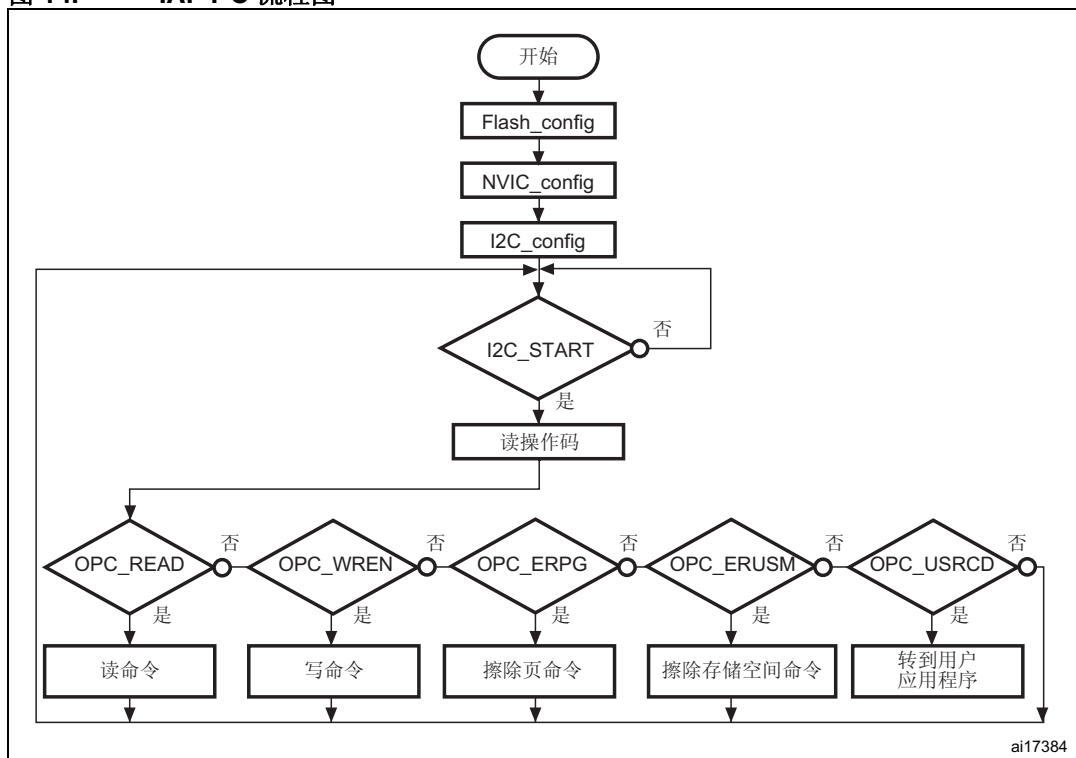 开始
Flash_config
NVIC_config
I2C_config
I2C_START
否
是
读操作码
OPC_READ
否
OPC_WREN
否
OPC_ERPG
否
OPC_ERUSM
否
OPC_USRCD
否
是
是
是
是
是
读命令
写命令
擦除页命令
擦除存储空间命令
转到用户
应用程序
ai17384